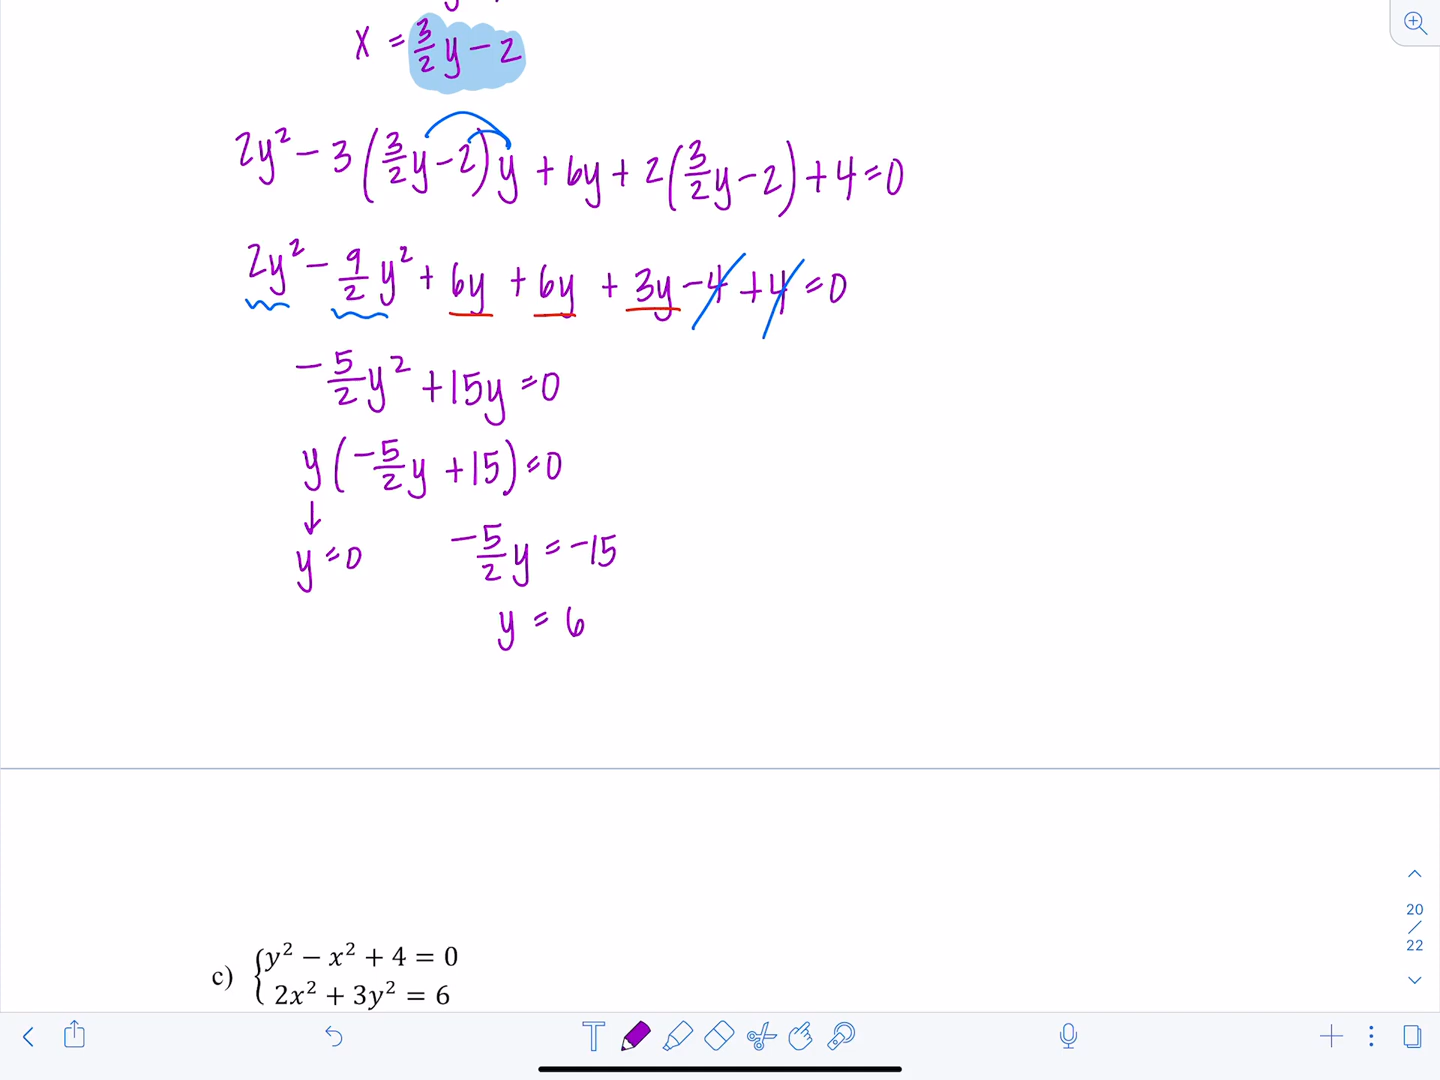 x = 3/2 y - 2
2y² - 3(3/2 y - 2)y + 6y + 2(3/2 y - 2) + 4 = 0
2y² - 9/2 y² + 6y + 6y + 3y - 4 + 4 = 0
-5/2 y² + 15y = 0
y(-5/2 y + 15) = 0
↓
y = 0 -5/2 y = -15
y = 6
20
/
22
c) { y² − x² + 4 = 0
2x² + 3y² = 6
T